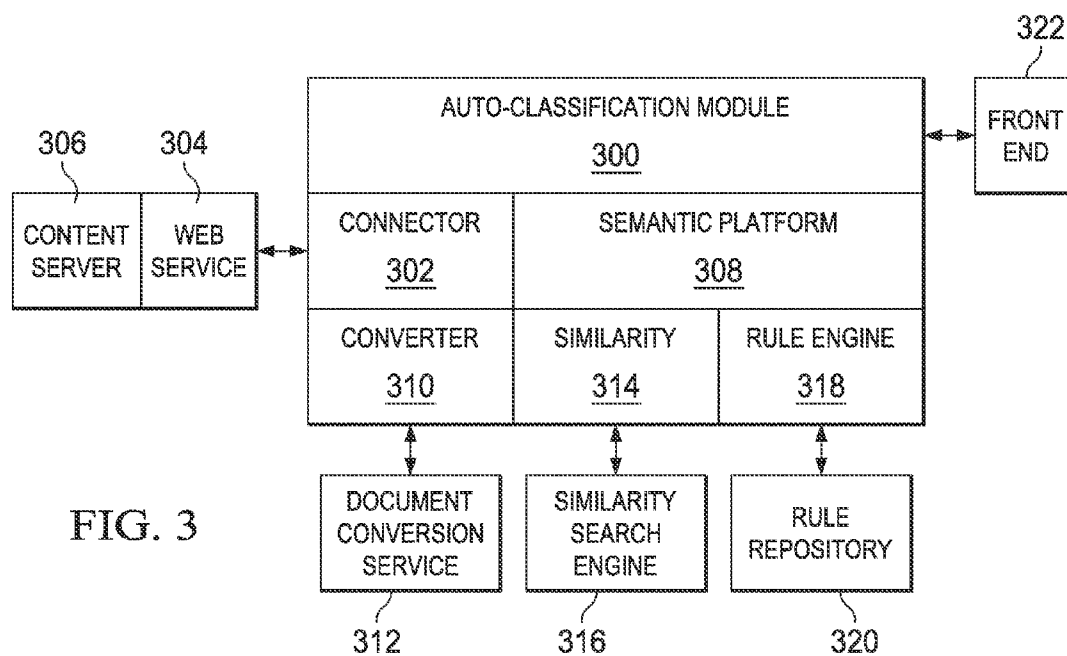 322
AUTO-CLASSIFICATION MODULE
300
FRONT
END
306
304
CONTENT
SERVER
WEB
SERVICE
CONNECTOR
302
SEMANTIC PLATFORM
308
CONVERTER
310
SIMILARITY
314
RULE ENGINE
318
DOCUMENT
CONVERSION
SERVICE
SIMILARITY
SEARCH
ENGINE
RULE
REPOSITORY
FIG. 3
312
316
320